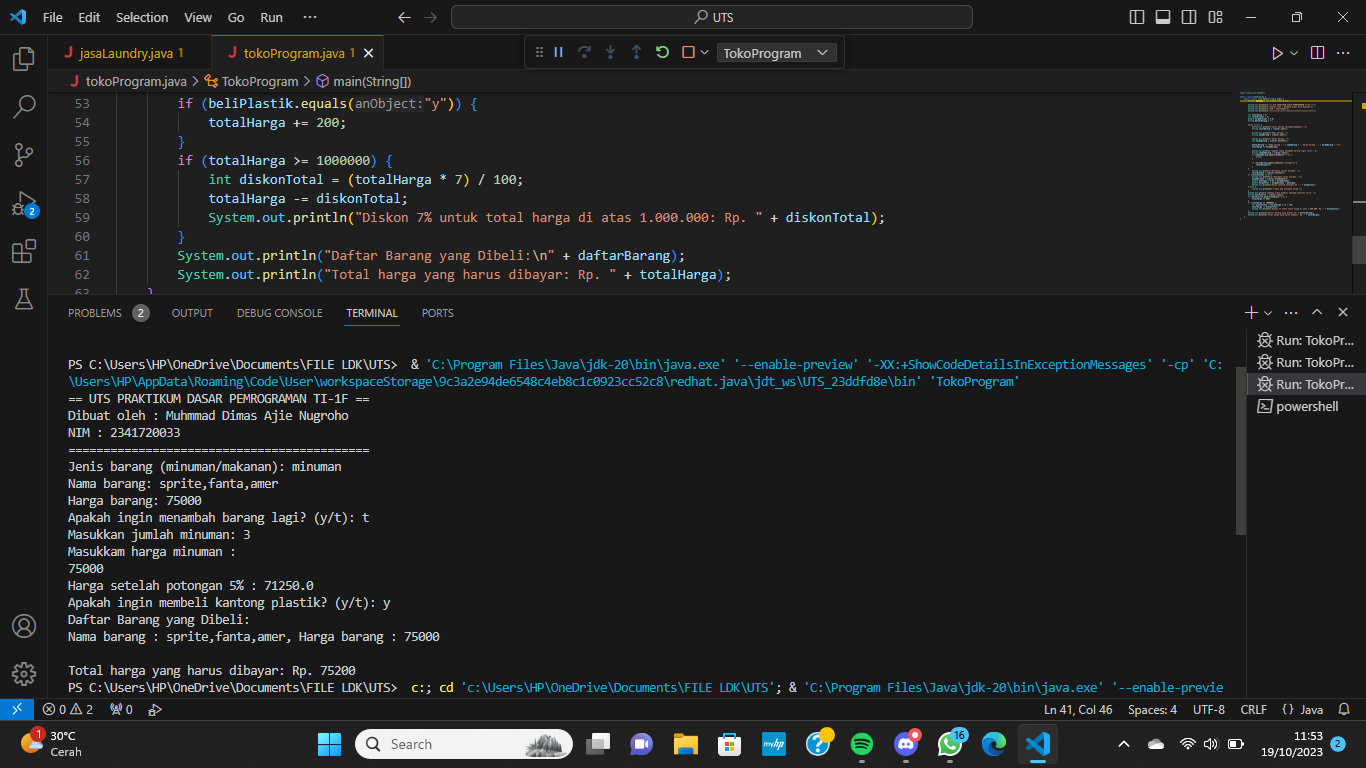 File Edit Selection View Go Run ··· UTS
jasaLaundry.java 1 tokoProgram.java 1 TokoProgram
tokoProgram.java > TokoProgram > main(String[])
53 if (beliPlastik.equals(anObject:"y")) {
54 totalHarga += 200;
55 }
56 if (totalHarga >= 1000000) {
57 int diskonTotal = (totalHarga * 7) / 100;
58 totalHarga -= diskonTotal;
59 System.out.println("Diskon 7% untuk total harga di atas 1.000.000: Rp. " + diskonTotal);
60 }
61 System.out.println("Daftar Barang yang Dibeli:\n" + daftarBarang);
62 System.out.println("Total harga yang harus dibayar: Rp. " + totalHarga);
63 }
PROBLEMS 2 OUTPUT DEBUG CONSOLE TERMINAL PORTS
PS C:\Users\HP\OneDrive\Documents\FILE LDK\UTS> & 'C:\Program Files\Java\jdk-20\bin\java.exe' '--enable-preview' '-XX:+ShowCodeDetailsInExceptionMessages' '-cp' 'C:
\Users\HP\AppData\Roaming\Code\User\workspaceStorage\9c3a2e94de6548c4eb8c1c0923cc52c8\redhat.java\jdt_ws\UTS_23ddfd8e\bin' 'TokoProgram'
== UTS PRAKTIKUM DASAR PEMROGRAMAN TI-1F ==
Dibuat oleh : Muhmmad Dimas Ajie Nugroho
NIM : 2341720033
===========================================
Jenis barang (minuman/makanan): minuman
Nama barang: sprite,fanta,amer
Harga barang: 75000
Apakah ingin menambah barang lagi? (y/t): t
Masukkan jumlah minuman: 3
Masukkam harga minuman :
75000
Harga setelah potongan 5% : 71250.0
Apakah ingin membeli kantong plastik? (y/t): y
Daftar Barang yang Dibeli:
Nama barang : sprite,fanta,amer, Harga barang : 75000
Total harga yang harus dibayar: Rp. 75200
PS C:\Users\HP\OneDrive\Documents\FILE LDK\UTS> c:; cd 'c:\Users\HP\OneDrive\Documents\FILE LDK\UTS'; & 'C:\Program Files\Java\jdk-20\bin\java.exe' '--enable-previe
Run: TokoPr...
Run: TokoPr...
Run: TokoPr...
powershell
2
0 2 0 Ln 41, Col 46 Spaces: 4 UTF-8 CRLF {} Java
1 30°C
Cerah
Search
myhp
16
11:53
19/10/2023
2